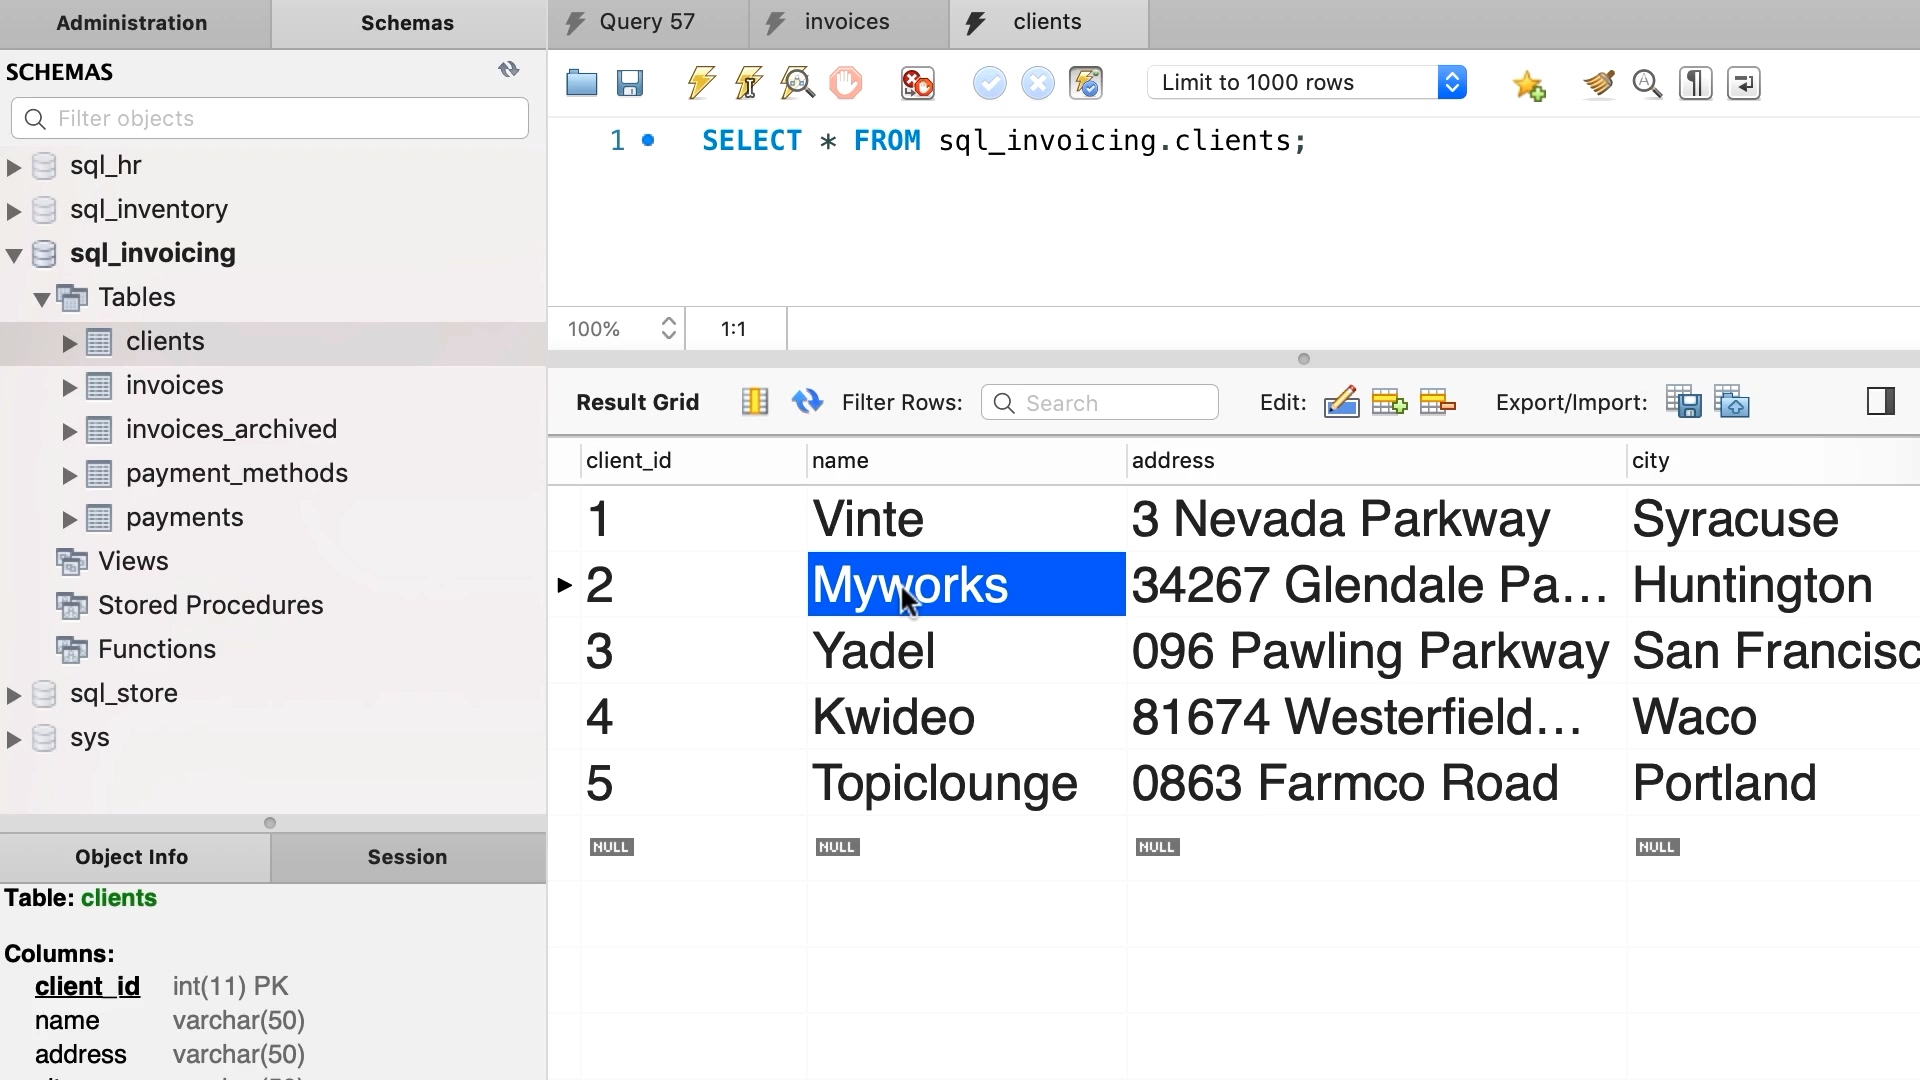 Administration
Schemas
Query 57
invoices
clients
SCHEMAS
Filter objects
sql_hr
sql_inventory
sql_invoicing
Tables
clients
invoices
invoices_archived
payment_methods
payments
Views
Stored Procedures
Functions
sql_store
sys
Limit to 1000 rows
1 SELECT * FROM sql_invoicing.clients;
100% 1:1
Result Grid Filter Rows: Search Edit: Export/Import:
client_id name address city
1 Vinte 3 Nevada Parkway Syracuse
2 Myworks 34267 Glendale Pa... Huntington
3 Yadel 096 Pawling Parkway San Francisc
4 Kwideo 81674 Westerfield... Waco
5 Topiclounge 0863 Farmco Road Portland
NULL NULL NULL NULL
Object Info
Session
Table: clients
Columns:
client_id int(11) PK
name varchar(50)
address varchar(50)